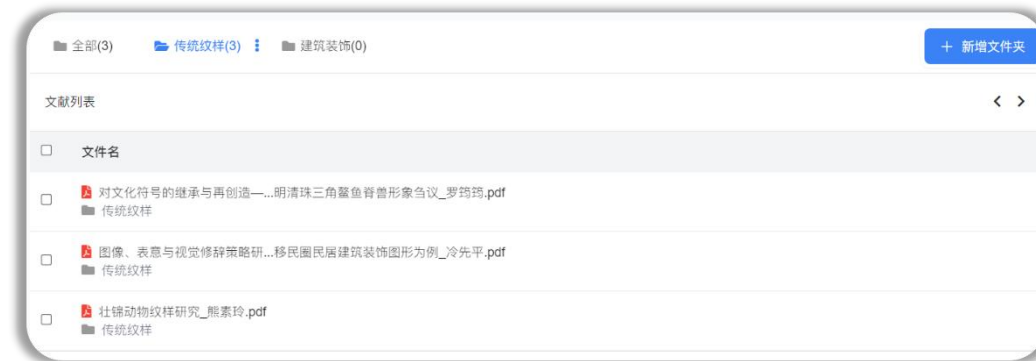 全部(3) 传统纹样(3) 建筑装饰(0) + 新增文件夹
文献列表
文件名
对文化符号的继承与再创造—...明清珠三角鳌鱼脊兽形象刍议_罗筠筠.pdf
传统纹样
图像、表意与视觉修辞策略研...移民圈民居建筑装饰图形为例_冷先平.pdf
传统纹样
壮锦动物纹样研究_熊素玲.pdf
传统纹样